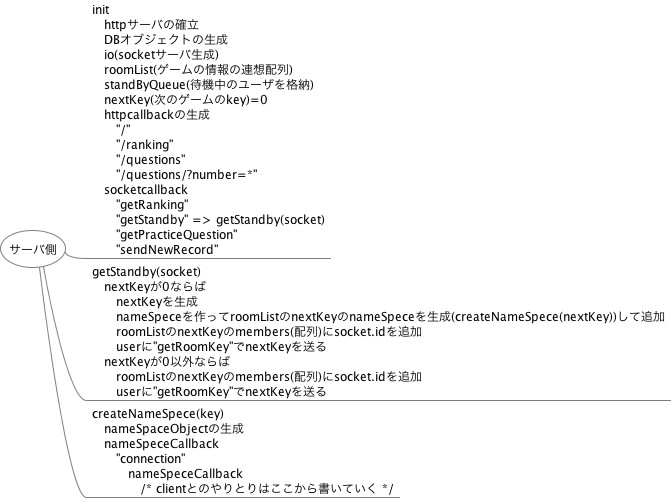 init
httpサーバの確立
DBオブジェクトの生成
io(socketサーバ生成)
roomList(ゲームの情報の連想配列)
standByQueue(待機中のユーザを格納)
nextKey(次のゲームのkey)=0
httpcallbackの生成
"/"
"/ranking"
"/questions"
"/questions/?number=*"
socketcallback
"getRanking"
"getStandby" => getStandby(socket)
"getPracticeQuestion"
"sendNewRecord"
サーバ側
getStandby(socket)
nextKeyが0ならば
nextKeyを生成
nameSpeceを作ってroomListのnextKeyのnameSpeceを生成(createNameSpece(nextKey))して追加
roomListのnextKeyのmembers(配列)にsocket.idを追加
userに"getRoomKey"でnextKeyを送る
nextKeyが0以外ならば
roomListのnextKeyのmembers(配列)にsocket.idを追加
userに"getRoomKey"でnextKeyを送る
createNameSpece(key)
nameSpaceObjectの生成
nameSpeceCallback
"connection"
nameSpeceCallback
/* clientとのやりとりはここから書いていく */